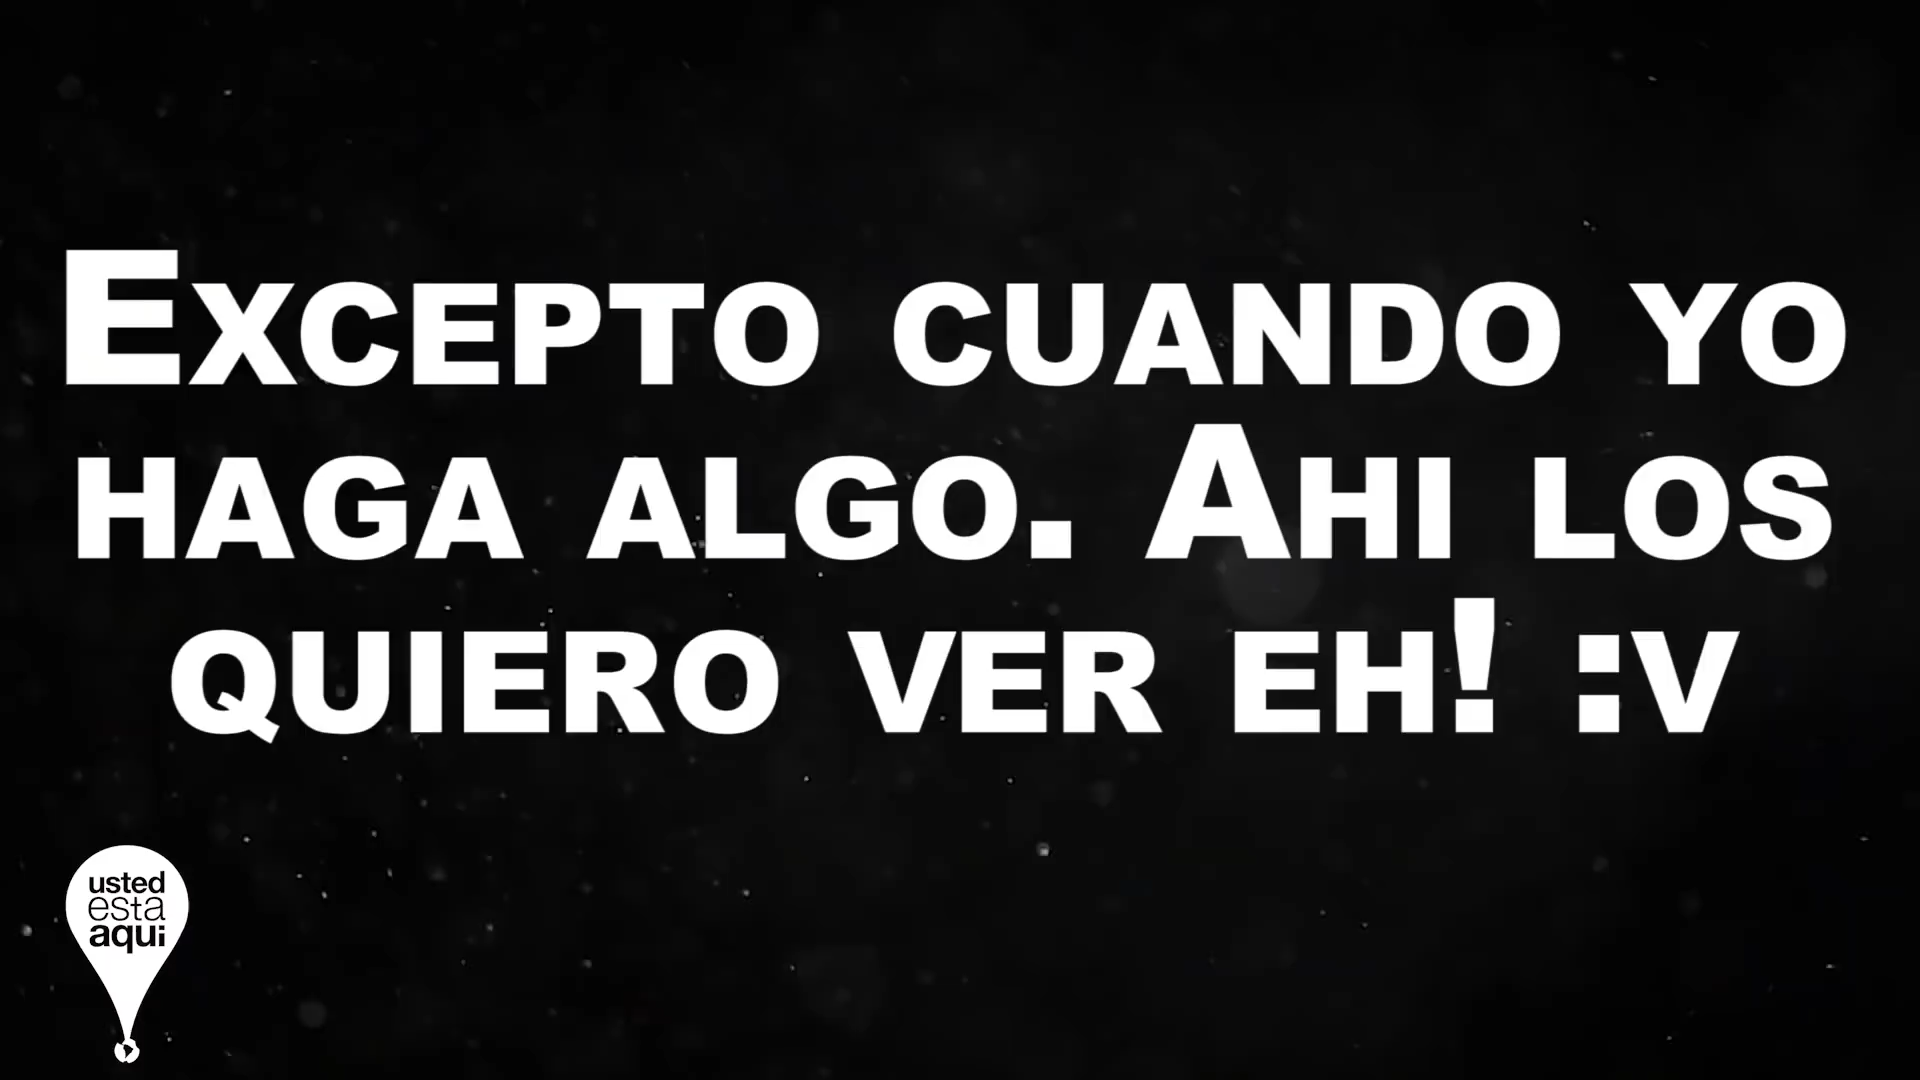 Excepto cuando yo
haga algo. Ahi los
quiero ver eh! :v
usted
esta
aqui